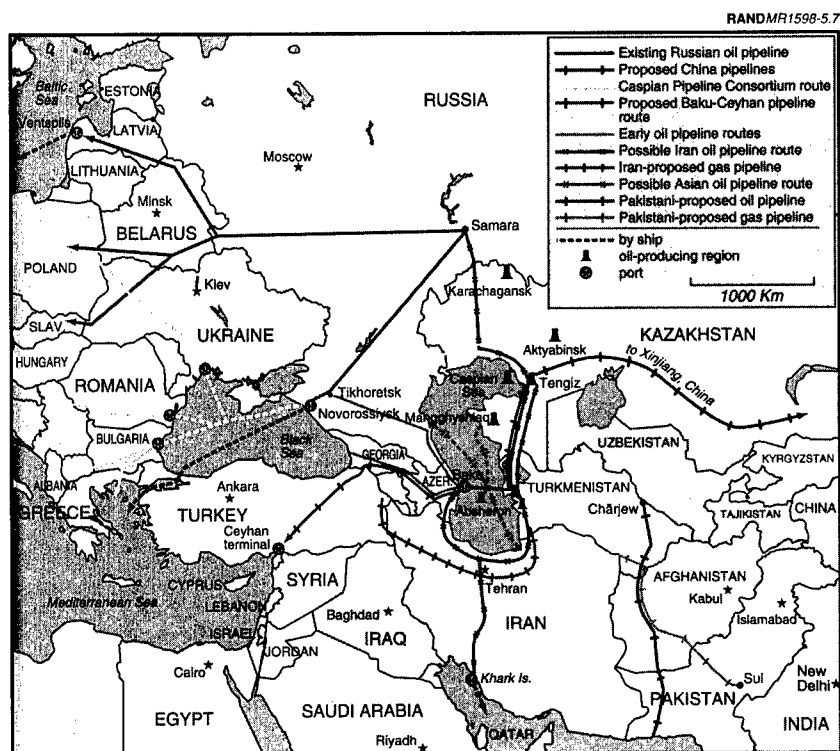 RANDMR1598-5.7
Existing Russian oil pipeline
Proposed China pipelines
Caspian Pipeline Consortium route
Proposed Baku-Ceyhan pipeline
route
Early oil pipeline routes
Possible Iran oil pipeline route
Iran-proposed gas pipeline
Possible Asian oil pipeline route
Pakistani-proposed oil pipeline
Pakistani-proposed gas pipeline
by ship
oil-producing region
port
1000 Km
Baltic
Sea
ESTONIA
Ventspils
LATVIA
LITHUANIA
RUSSIA
Moscow
Minsk
BELARUS
Samara
POLAND
Kiev
Karachagansk
SLAV
UKRAINE
HUNGARY
KAZAKHSTAN
Aktyabinsk
to Xinjiang, China
ROMANIA
Tikhoretsk
Novorossiysk
Caspian
Sea
Tengiz
Mangghyshlaq
BULGARIA
Black
Sea
GEORGIA
UZBEKISTAN
KYRGYZSTAN
ALBANIA
AZER
Baku
TURKMENISTAN
GREECE
Ankara
TURKEY
Absheron
Chärjew
TAJIKISTAN
CHINA
Ceyhan
terminal
CYPRUS
SYRIA
Tehran
AFGHANISTAN
Kabul
Mediterranean Sea
LEBANON
Baghdad
IRAN
Islamabad
ISRAEL
IRAQ
JORDAN
Cairo
Khark Is.
Sui
New
Delhi
EGYPT
SAUDI ARABIA
PAKISTAN
QATAR
INDIA
Riyadh